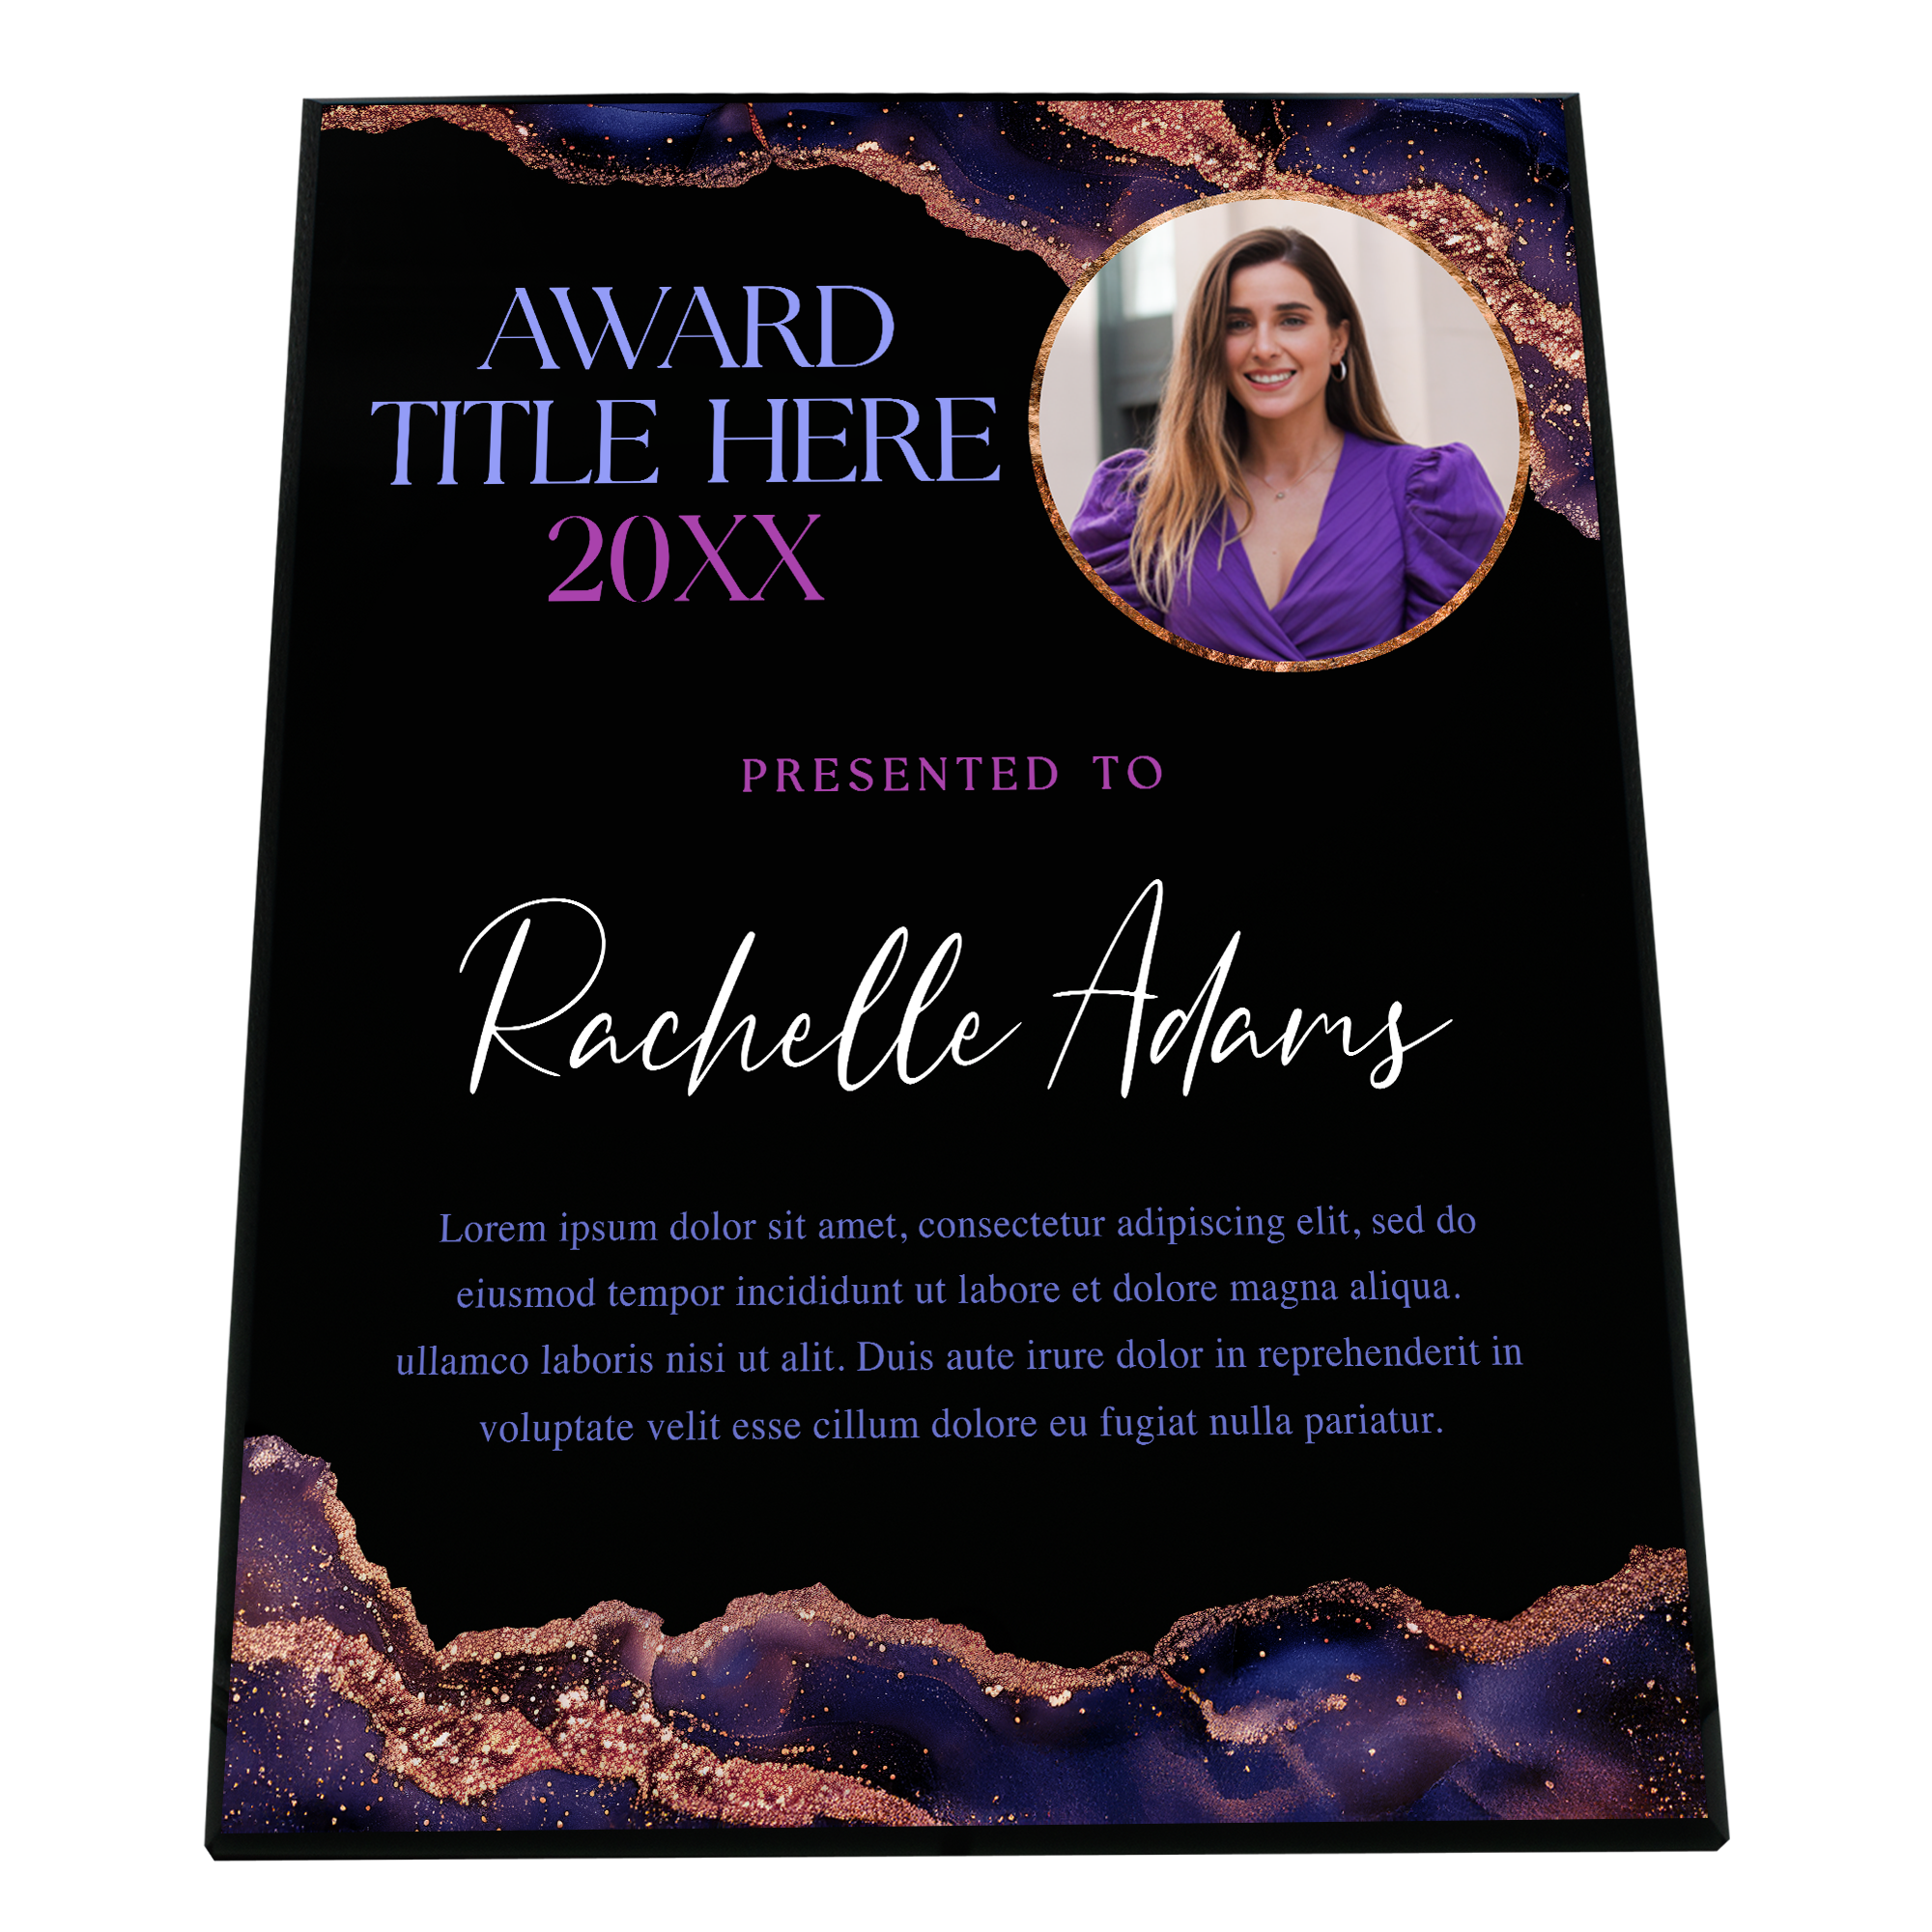 AWARD
TITLE HERE
20XX
PRESENTED TO
Rachelle Adams
Lorem ipsum dolor sit amet, consectetur adipiscing elit, sed do
eiusmod tempor incididunt ut labore et dolore magna aliqua.
ullamco laboris nisi ut alit. Duis aute irure dolor in reprehenderit in
voluptate velit esse cillum dolore eu fugiat nulla pariatur.